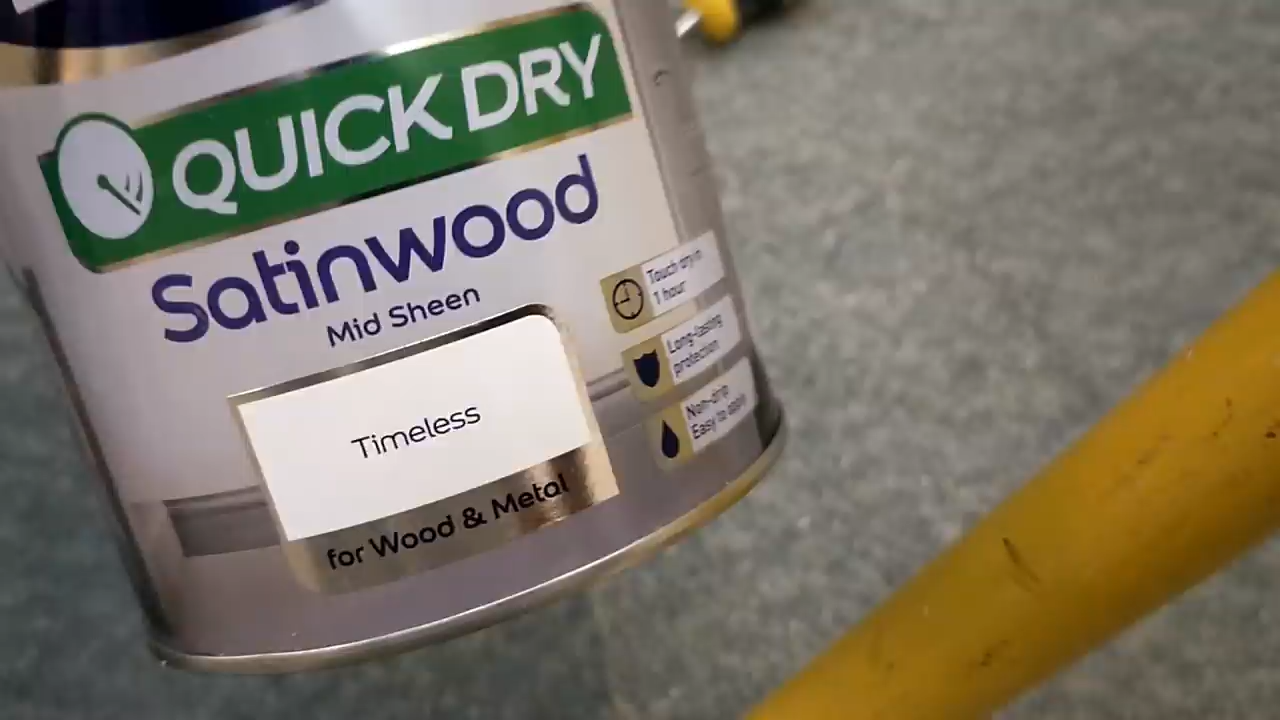 QUICK DRY
Satinwood
Mid Sheen
Touch dry in
1 hour
Long-lasting
protection
Non-drip
Easy to apply
Timeless
for Wood & Metal